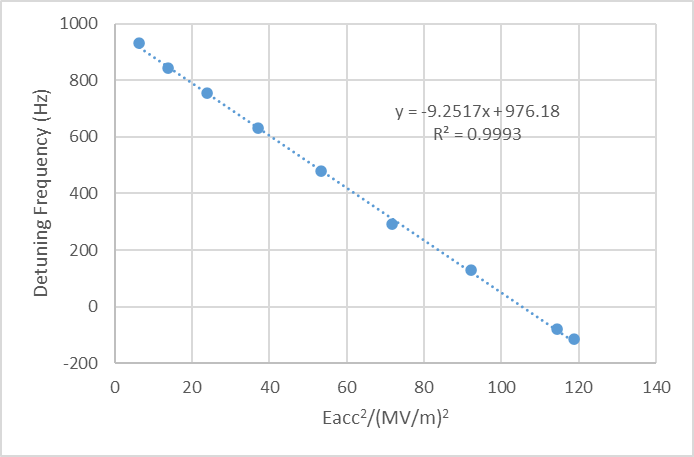 1000
800
600
400
200
0
-200
0 20 40 60 80 100 120 140
Detuning Frequency (Hz)
Eacc²/(MV/m)²
y = -9.2517x + 976.18
R² = 0.9993